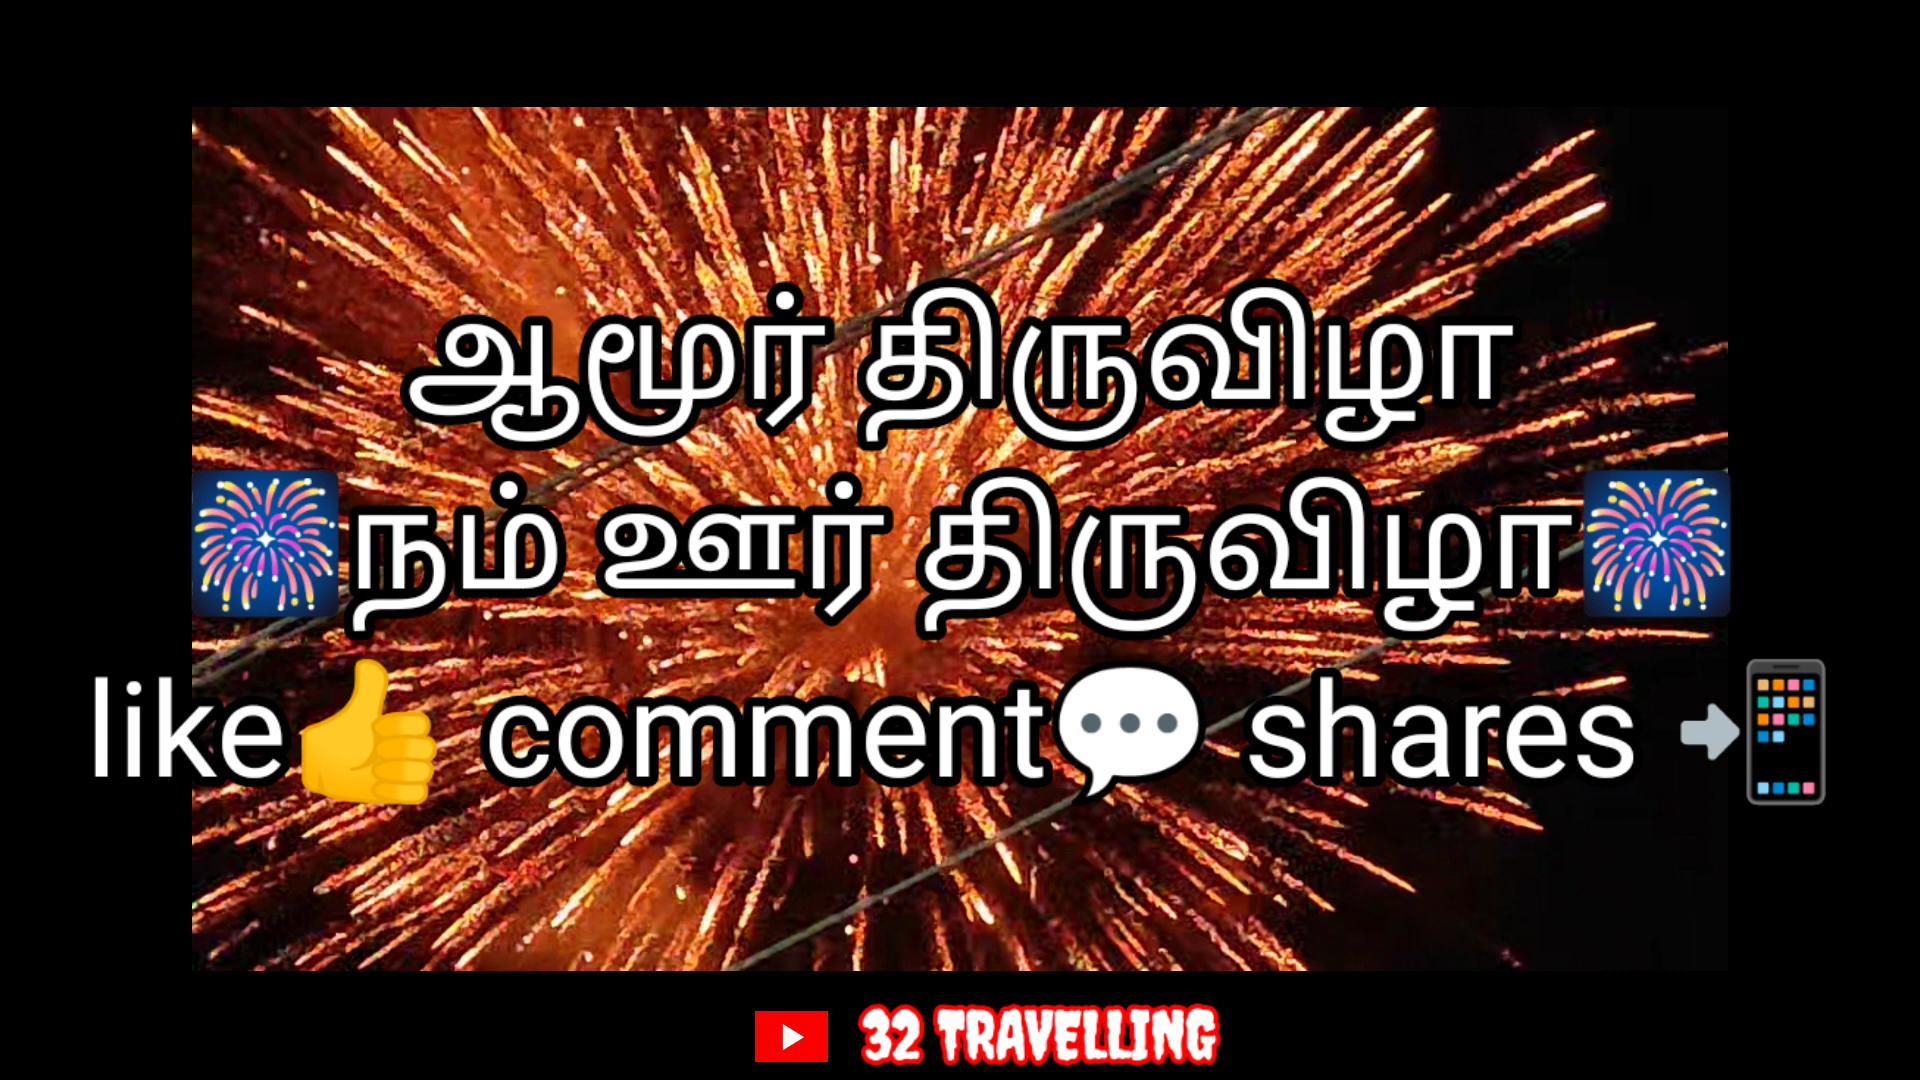 ஆமூர் திருவிழா
🎆நம் ஊர் திருவிழா🎆
like👍 comment💬 shares 📲
32 TRAVELLING